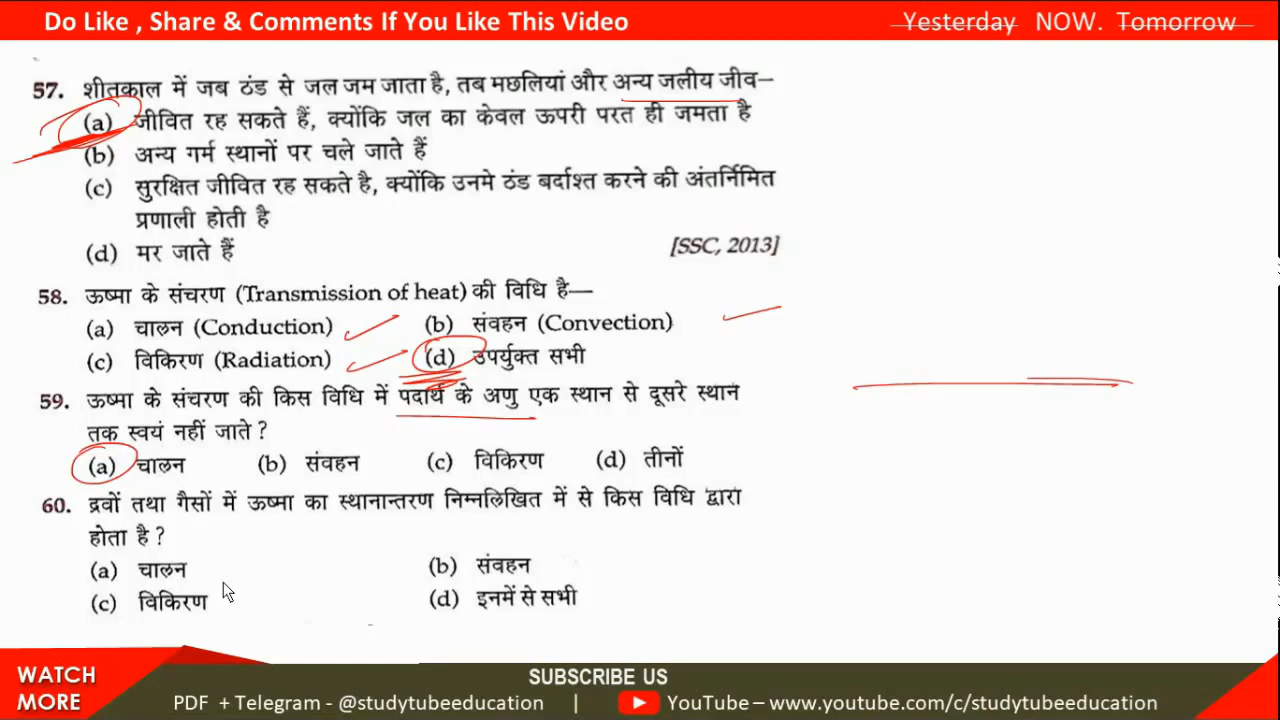 Do Like , Share & Comments If You Like This Video
Yesterday NOW. Tomorrow
57. शीतकाल में जब ठंड से जल जम जाता है, तब मछलियां और अन्य जलीय जीव—
(a) जीवित रह सकते हैं, क्योंकि जल का केवल ऊपरी परत ही जमता है
(b) अन्य गर्म स्थानों पर चले जाते हैं
(c) सुरक्षित जीवित रह सकते है, क्योंकि उनमे ठंड बर्दाश्त करने की अंतर्निमित
प्रणाली होती है
(d) मर जाते हैं [SSC, 2013]
58. ऊष्मा के संचरण (Transmission of heat) की विधि है—
(a) चालन (Conduction) (b) संवहन (Convection)
(c) विकिरण (Radiation) (d) उपर्युक्त सभी
59. ऊष्मा के संचरण की किस विधि में पदार्थ के अणु एक स्थान से दूसरे स्थान
तक स्वयं नहीं जाते ?
(a) चालन (b) संवहन (c) विकिरण (d) तीनों
60. द्रवों तथा गैसों में ऊष्मा का स्थानान्तरण निम्नलिखित में से किस विधि द्वारा
होता है ?
(a) चालन (b) संवहन
(c) विकिरण (d) इनमें से सभी
WATCH
MORE
SUBSCRIBE US
PDF + Telegram - @studytubeeducation | YouTube – www.youtube.com/c/studytubeeducation